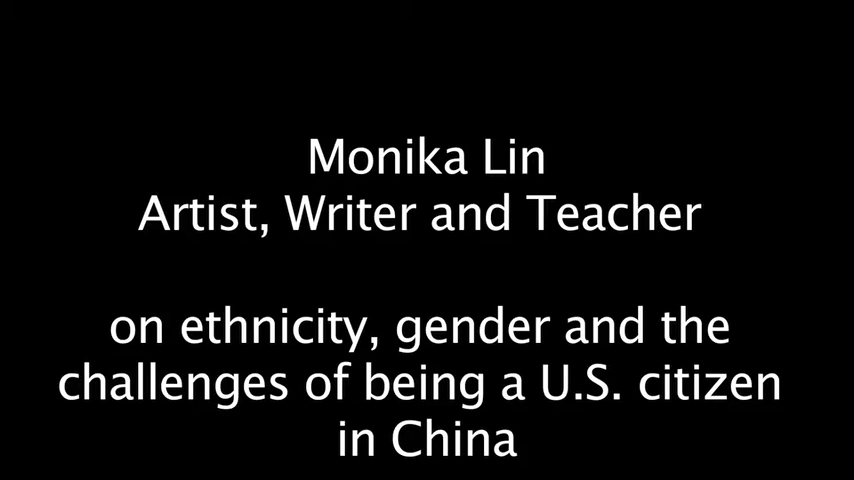 Monika Lin
Artist, Writer and Teacher
on ethnicity, gender and the
challenges of being a U.S. citizen
in China